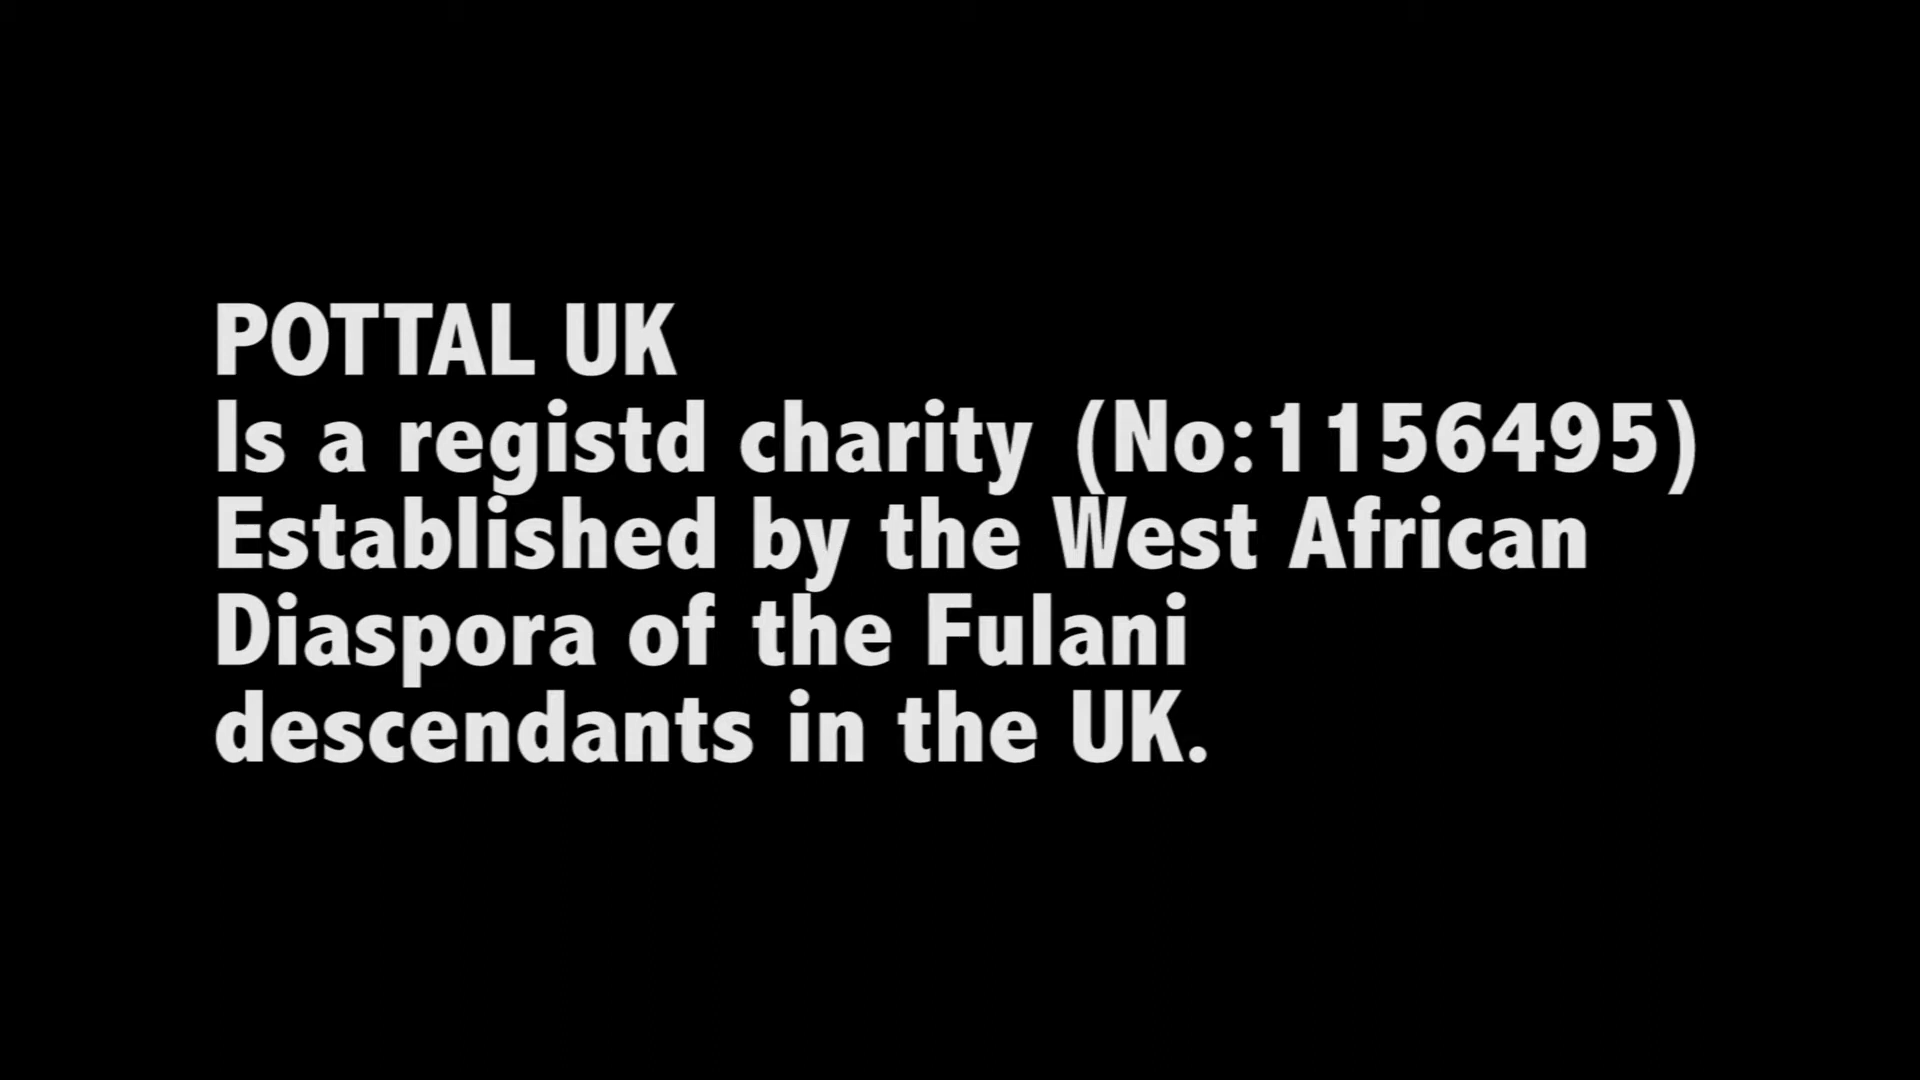 POTTAL UK
Is a registd charity (No:1156495)
Established by the West African
Diaspora of the Fulani
descendants in the UK.